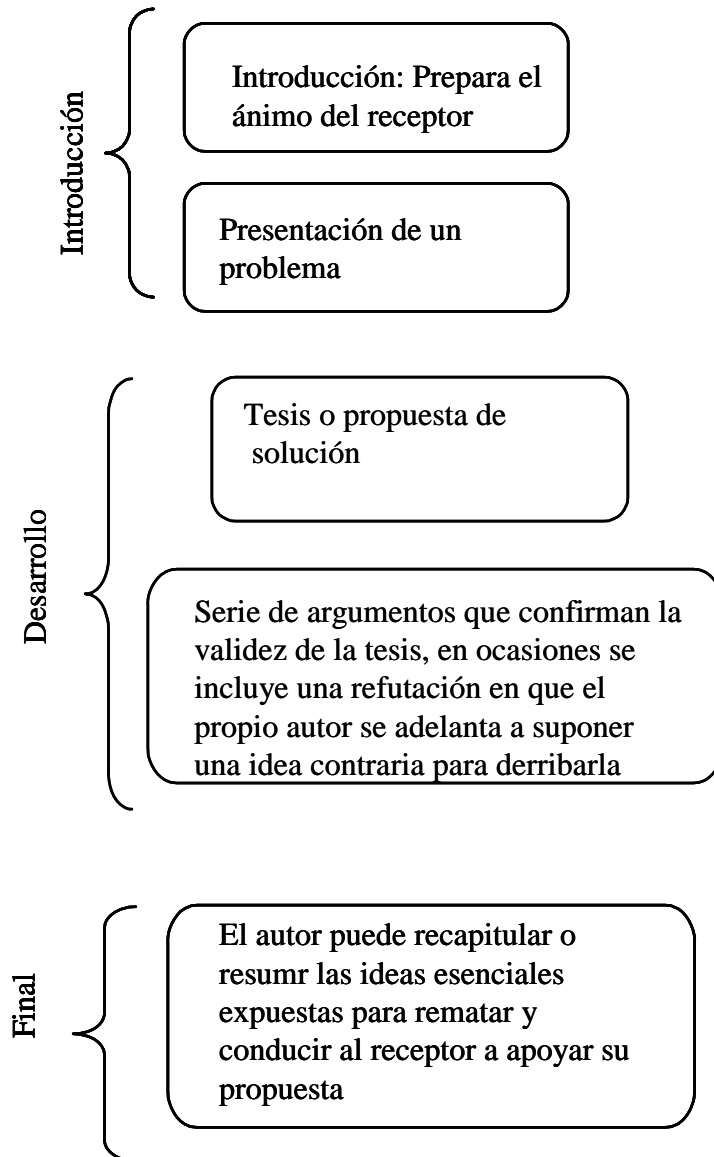 Introducción
Introducción: Prepara el
ánimo del receptor
Presentación de un
problema
Desarrollo
Tesis o propuesta de
solución
Serie de argumentos que confirman la
validez de la tesis, en ocasiones se
incluye una refutación en que el
propio autor se adelanta a suponer
una idea contraria para derribarla
Final
El autor puede recapitular o
resumr las ideas esenciales
expuestas para rematar y
conducir al receptor a apoyar su
propuesta